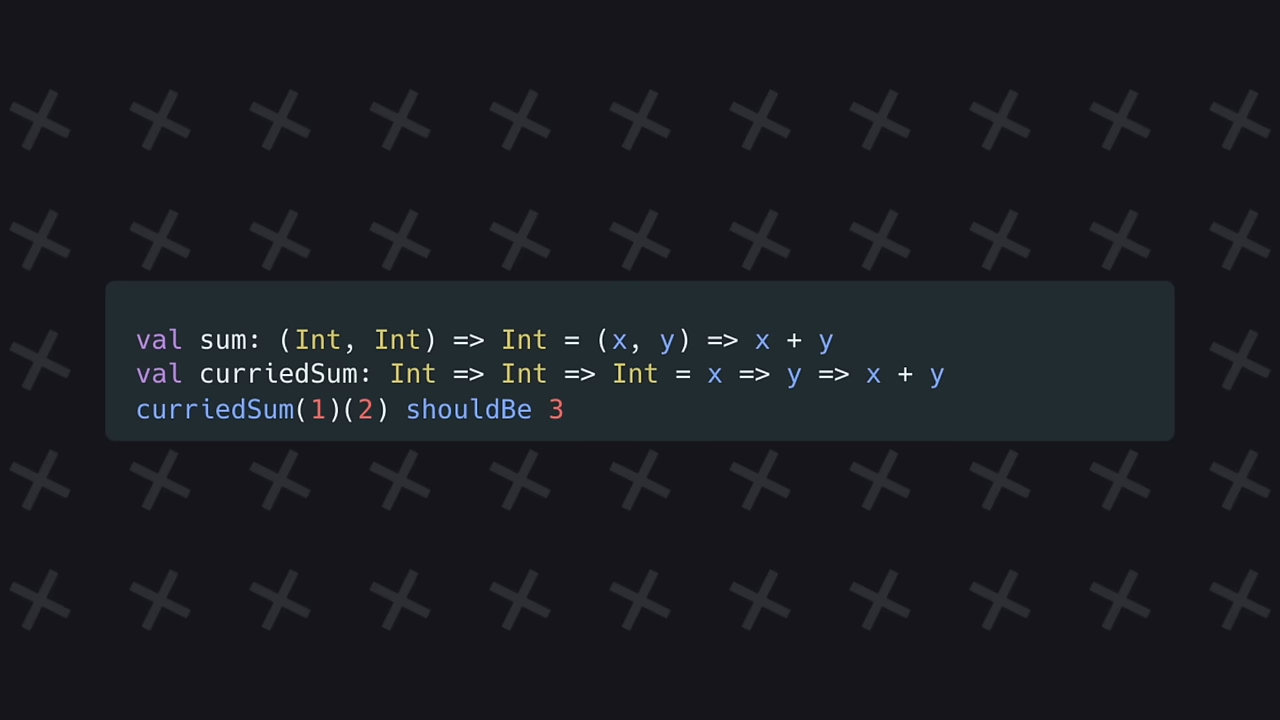 val sum: (Int, Int) => Int = (x, y) => x + y
val curriedSum: Int => Int => Int = x => y => x + y
curriedSum(1)(2) shouldBe 3